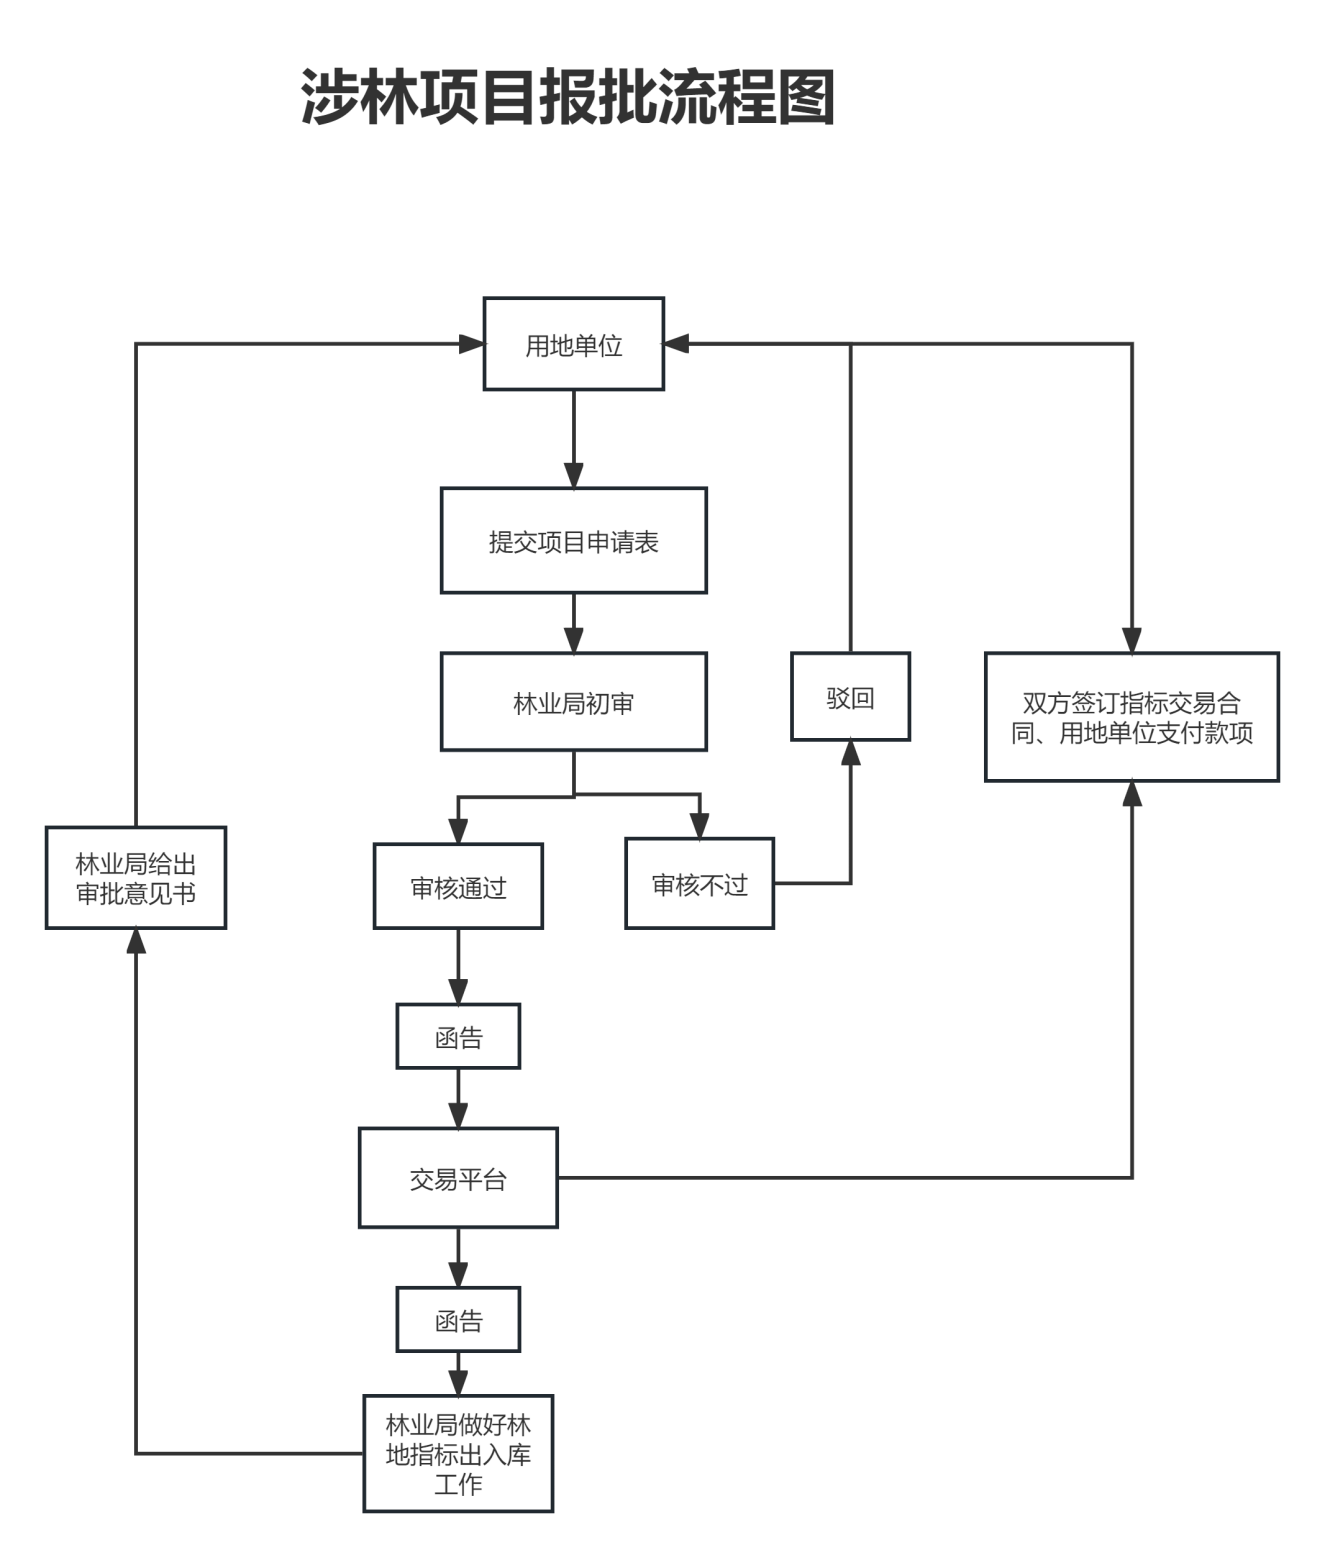 涉林项目报批流程图
用地单位
提交项目申请表
林业局初审
驳回
双方签订指标交易合
同、用地单位支付款项
林业局给出
审批意见书
审核通过
审核不过
函告
交易平台
函告
林业局做好林
地指标出入库
工作